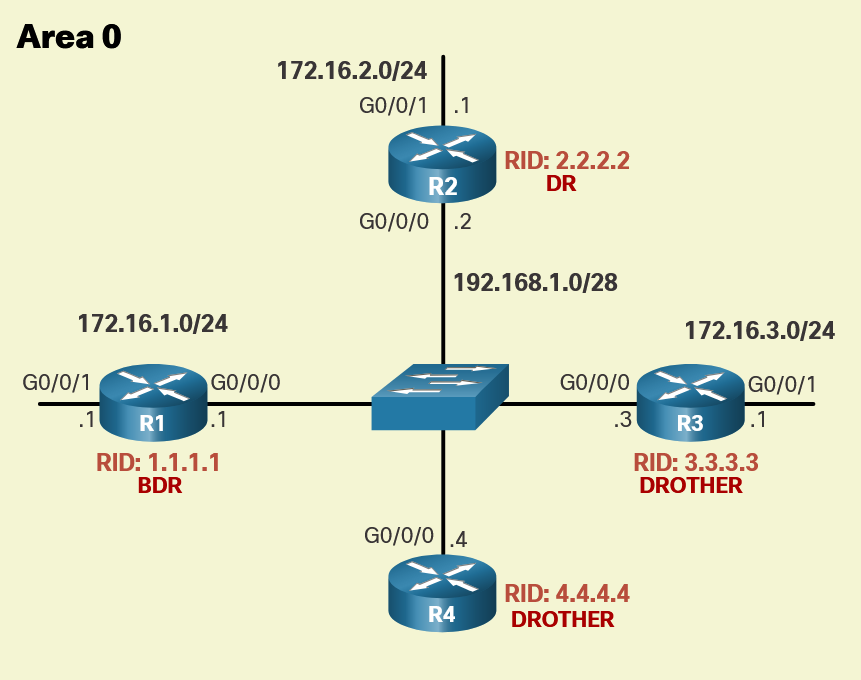 Area 0
172.16.2.0/24
G0/0/1 .1
R2
RID: 2.2.2.2
DR
G0/0/0 .2
192.168.1.0/28
172.16.1.0/24
G0/0/1
R1
G0/0/0
.1
.1
RID: 1.1.1.1
BDR
172.16.3.0/24
G0/0/0
R3
G0/0/1
.3
.1
RID: 3.3.3.3
DROTHER
G0/0/0 .4
R4
RID: 4.4.4.4
DROTHER